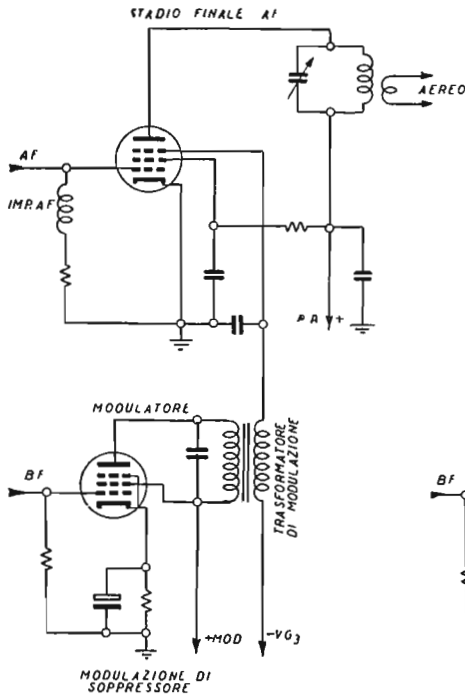 STADIO FINALE AF
AEREO
AF
IMP.AF
PA +
MODULATORE
TRASFORMATORE
DI MODULAZIONE
BF
BF
+MOD
-VG3
MODULAZIONE DI
SOPPRESSORE